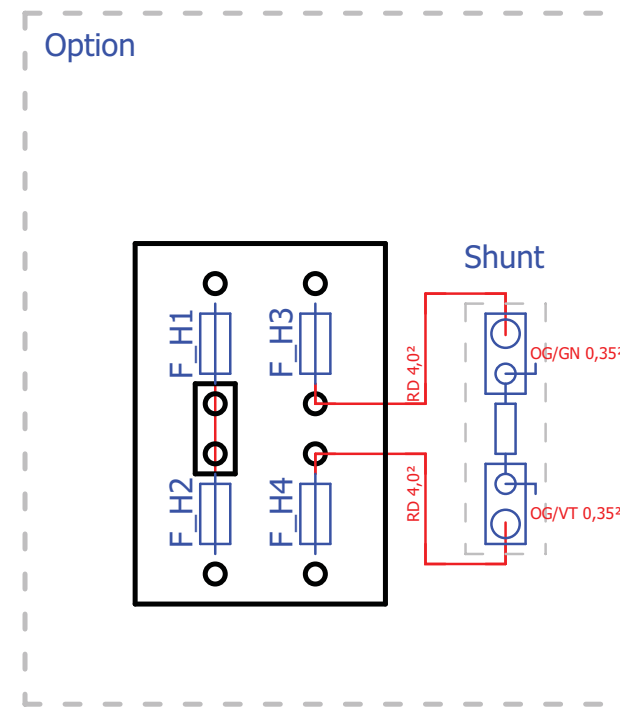 Option
Shunt
F_H1
F_H3
RD 4,0²
OG/GN 0,35²
F_H2
F_H4
RD 4,0²
OG/VT 0,35²